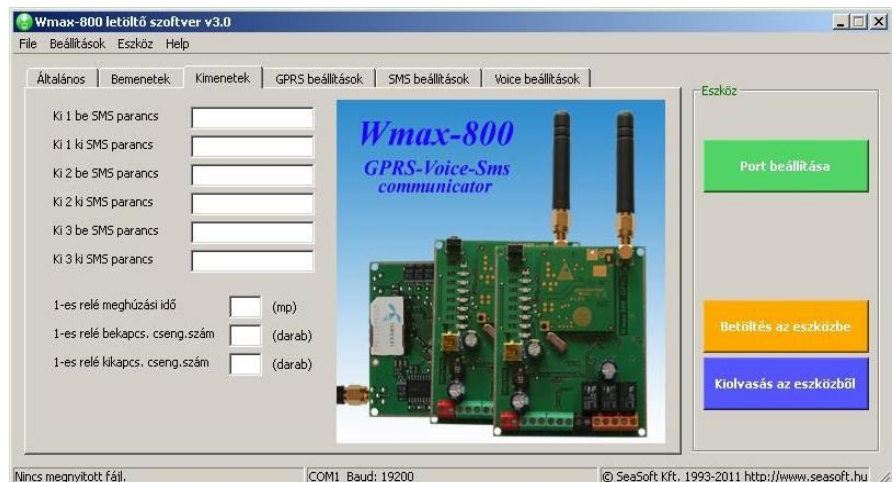 Wmax-800 letöltő szoftver v3.0
File Beállítások Eszköz Help
Általános Bemenetek Kimenetek GPRS beállítások SMS beállítások Voice beállítások
Ki 1 be SMS parancs
Ki 1 ki SMS parancs
Ki 2 be SMS parancs
Ki 2 ki SMS parancs
Ki 3 be SMS parancs
Ki 3 ki SMS parancs
1-es relé meghúzási idő (mp)
1-es relé bekapcs. cseng.szám (darab)
1-es relé kikapcs. cseng.szám (darab)
Wmax-800
GPRS-Voice-Sms
communicator
Eszköz
Port beállítása
Betöltés az eszközbe
Kiolvasás az eszközből
Nincs megnyitott fájl. COM1 Baud: 19200 © SeaSoft Kft. 1993-2011 http://www.seasoft.hu